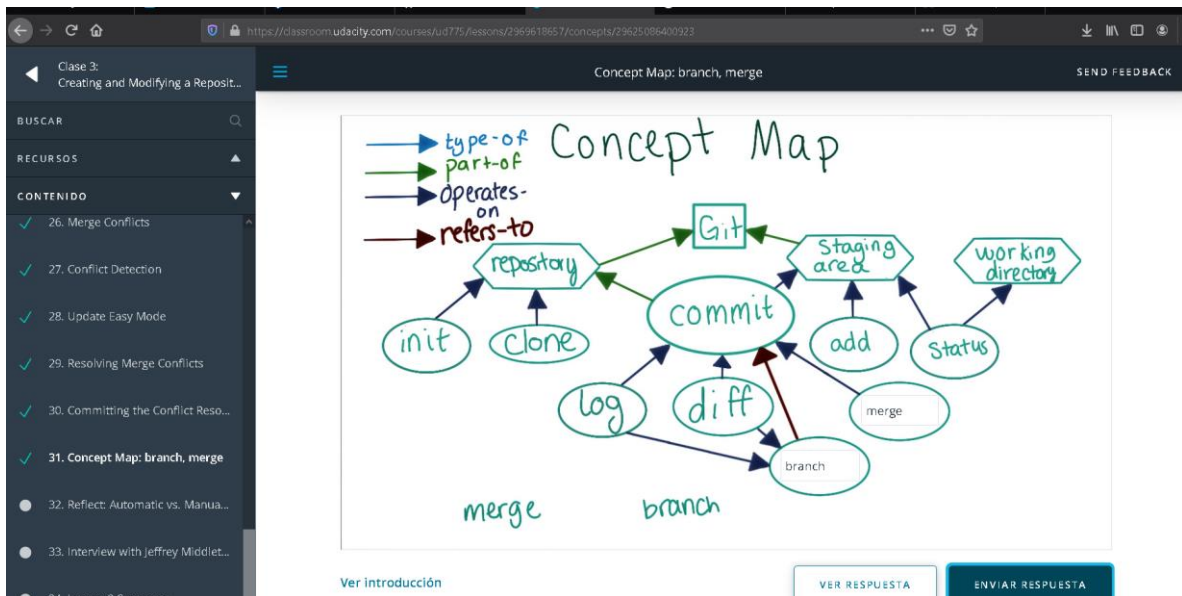 https://classroom.udacity.com/courses/ud775/lessons/2969618657/concepts/29625086400923
Clase 3:
Creating and Modifying a Reposit...
Concept Map: branch, merge
SEND FEEDBACK
BUSCAR
RECURSOS
CONTENIDO
26. Merge Conflicts
27. Conflict Detection
28. Update Easy Mode
29. Resolving Merge Conflicts
30. Committing the Conflict Reso...
31. Concept Map: branch, merge
32. Reflect: Automatic vs. Manua...
33. Interview with Jeffrey Middlet...
type-of
part-of
operates-
on
refers-to
Concept Map
Git
repository
Staging
area
working
directory
commit
init
clone
add
status
log
diff
merge
branch
merge
branch
Ver introducción
VER RESPUESTA
ENVIAR RESPUESTA